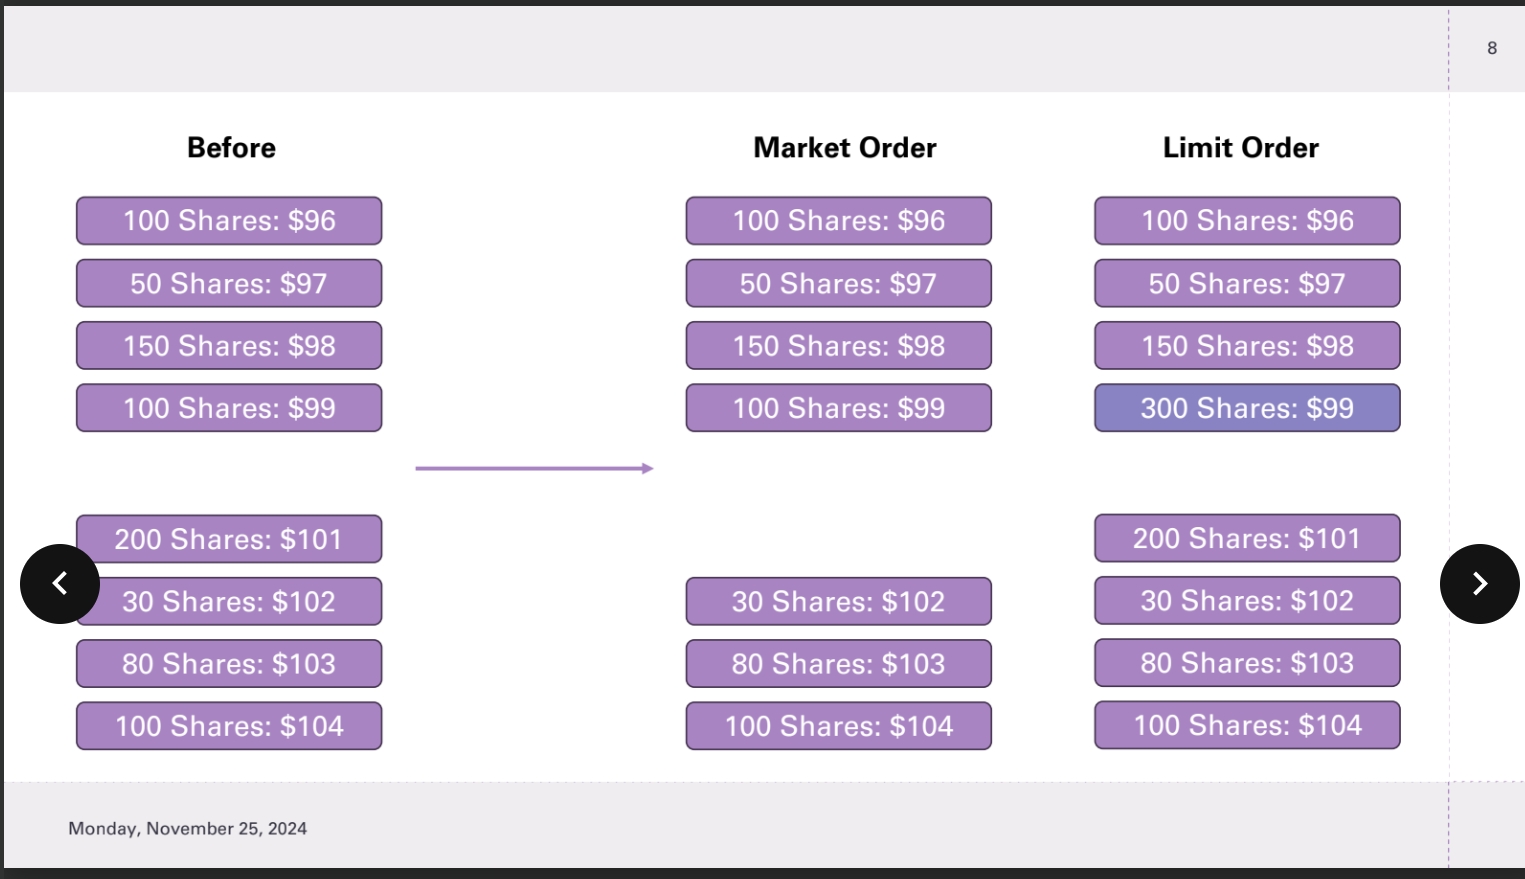 8
Before
100 Shares: $96
50 Shares: $97
150 Shares: $98
100 Shares: $99
200 Shares: $101
30 Shares: $102
80 Shares: $103
100 Shares: $104
Market Order
100 Shares: $96
50 Shares: $97
150 Shares: $98
100 Shares: $99
30 Shares: $102
80 Shares: $103
100 Shares: $104
Limit Order
100 Shares: $96
50 Shares: $97
150 Shares: $98
300 Shares: $99
200 Shares: $101
30 Shares: $102
80 Shares: $103
100 Shares: $104
Monday, November 25, 2024